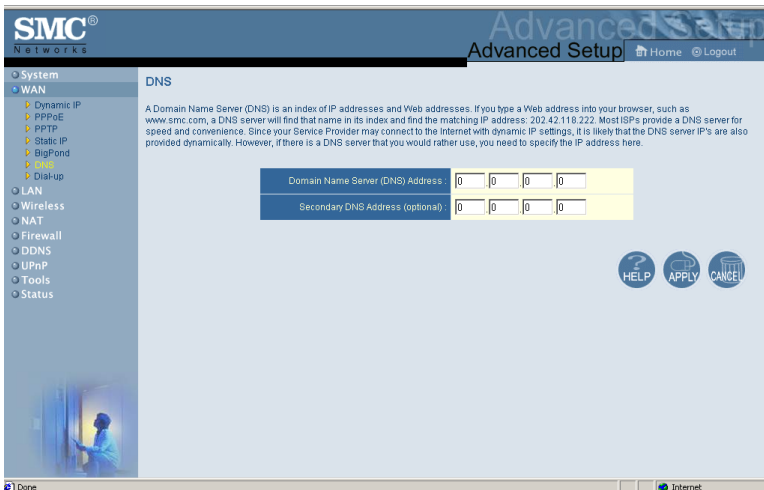 SMC®
Networks
Advanced Setup
Advanced Setup
Home
Logout
System
WAN
Dynamic IP
PPPoE
PPTP
Static IP
BigPond
DNS
Dial-up
LAN
Wireless
NAT
Firewall
DDNS
UPnP
Tools
Status
DNS
A Domain Name Server (DNS) is an index of IP addresses and Web addresses. If you type a Web address into your browser, such as
www.smc.com, a DNS server will find that name in its index and find the matching IP address: 202.42.118.222. Most ISPs provide a DNS server for
speed and convenience. Since your Service Provider may connect to the Internet with dynamic IP settings, it is likely that the DNS server IP's are also
provided dynamically. However, if there is a DNS server that you would rather use, you need to specify the IP address here.
Domain Name Server (DNS) Address : 0 .0 .0 .0
Secondary DNS Address (optional) : 0 .0 .0 .0
HELP
APPLY
CANCEL
Done
Internet